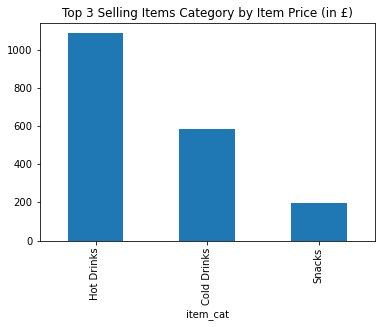 Top 3 Selling Items Category by Item Price (in £)
1000
800
600
400
200
0
Hot Drinks
Cold Drinks
Snacks
item_cat